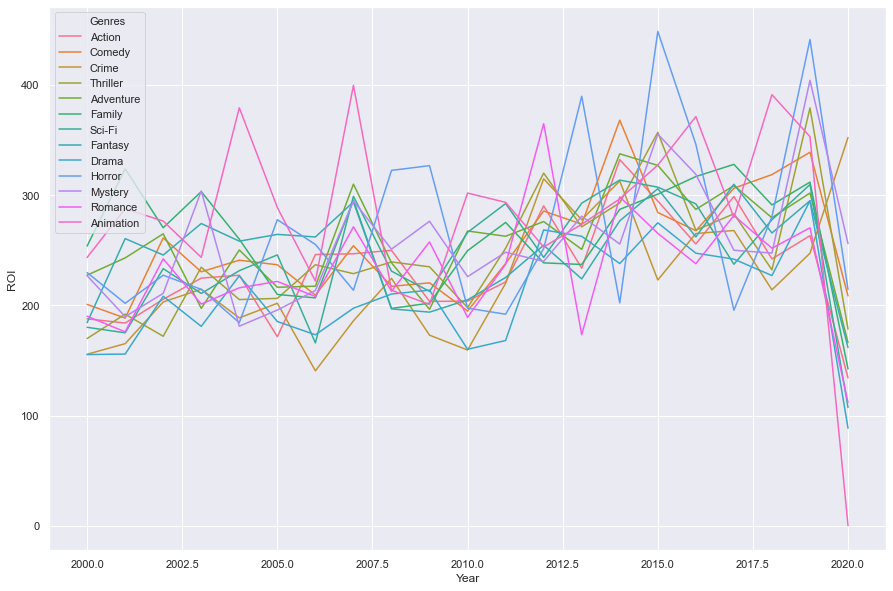 Genres
Action
Comedy
Crime
Thriller
Adventure
Family
Sci-Fi
Fantasy
Drama
Horror
Mystery
Romance
Animation
400
300
200
100
0
ROI
2000.0 2002.5 2005.0 2007.5 2010.0 2012.5 2015.0 2017.5 2020.0
Year